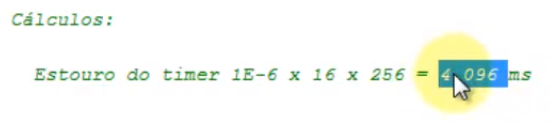 Cálculos:
Estouro do timer 1E-6 x 16 x 256 = 4.096 ms